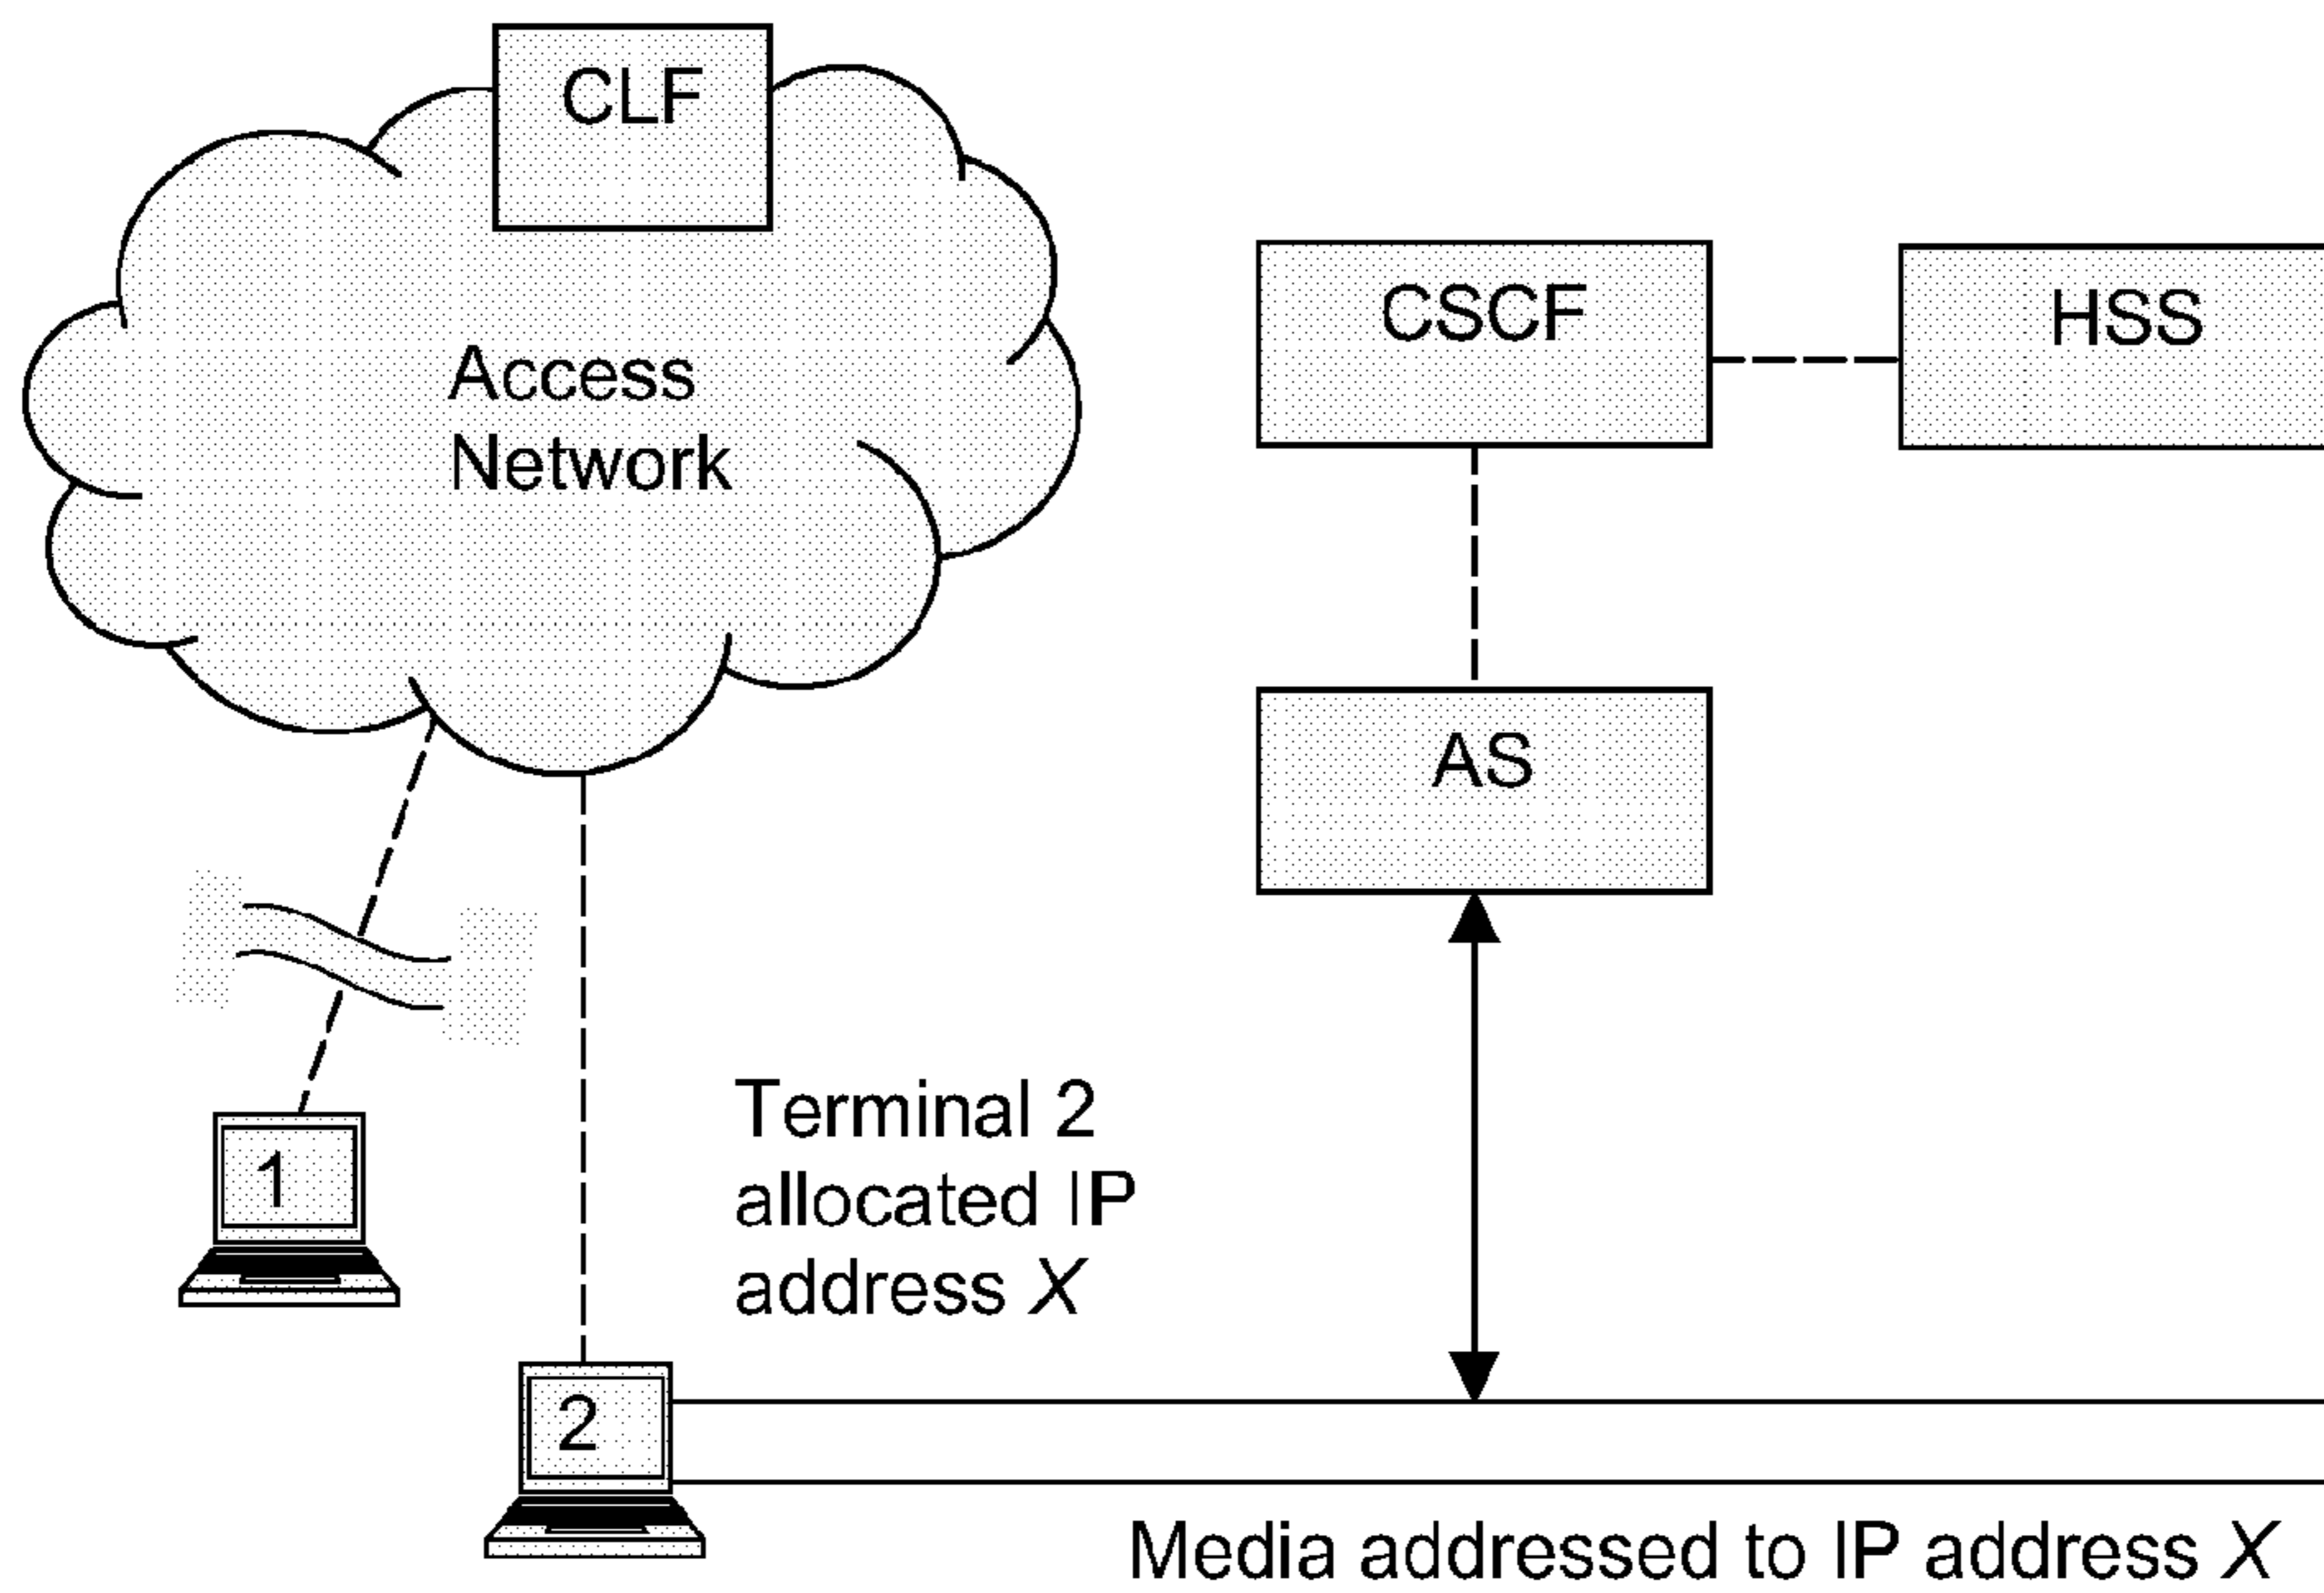 CLF
Access
Network
CSCF
HSS
AS
1
Terminal 2
allocated IP
address X
2
Media addressed to IP address X